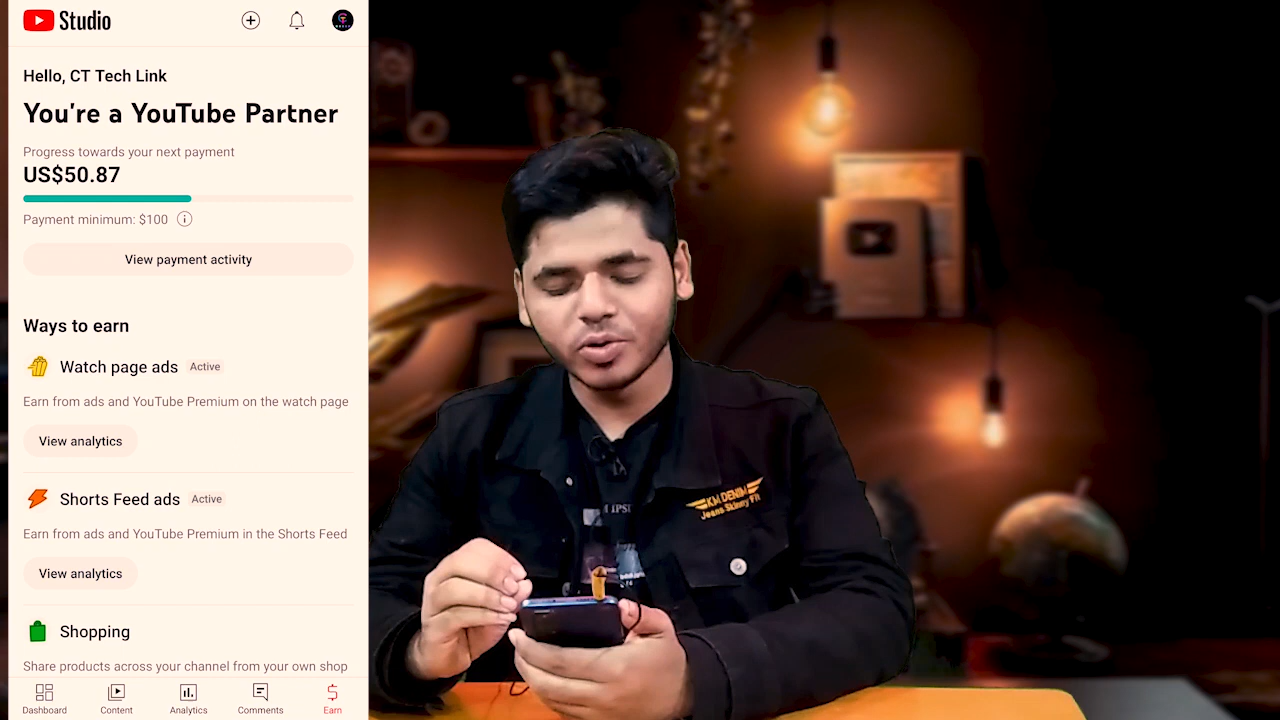 Studio
Hello, CT Tech Link
You're a YouTube Partner
Progress towards your next payment
US$50.87
Payment minimum: $100
View payment activity
Ways to earn
Watch page ads Active
Earn from ads and YouTube Premium on the watch page
View analytics
Shorts Feed ads Active
Earn from ads and YouTube Premium in the Shorts Feed
View analytics
Shopping
Share products across your channel from your own shop
Dashboard Content Analytics Comments Earn
KM DENIM
Jeans Skinny Fit